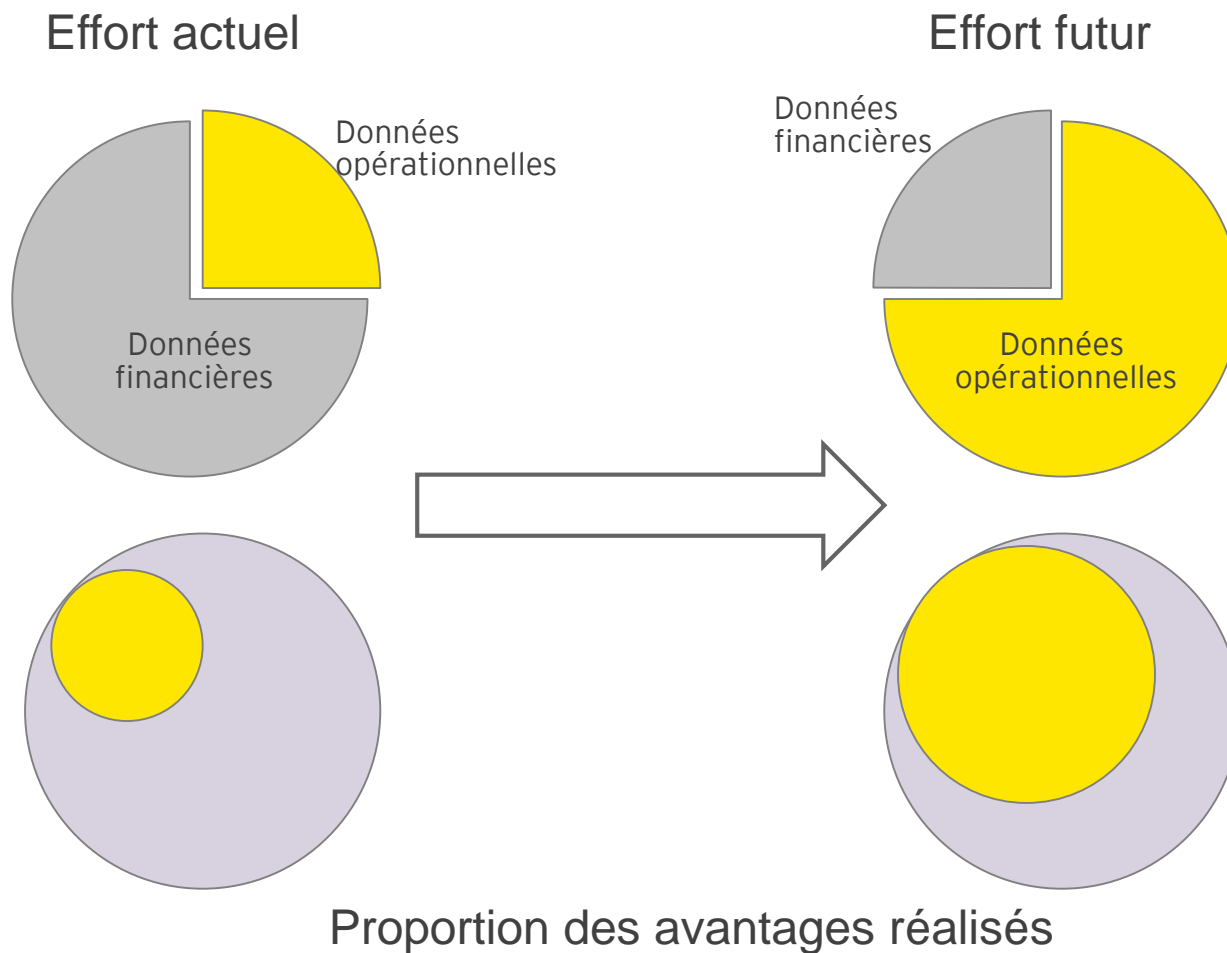 Effort actuel
Effort futur
Données
opérationnelles
Données
financières
Données
financières
Données
opérationnelles
Proportion des avantages réalisés